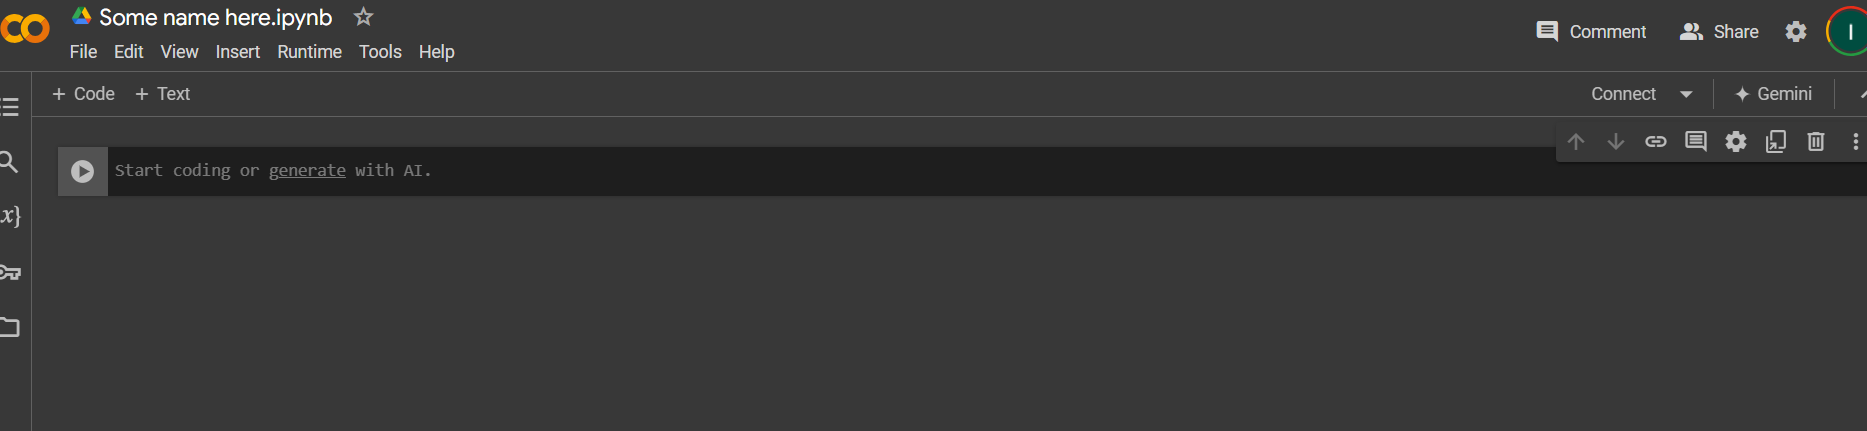 Some name here.ipynb
File Edit View Insert Runtime Tools Help
Comment Share I
+ Code + Text
Connect Gemini
Start coding or generate with AI.
x}